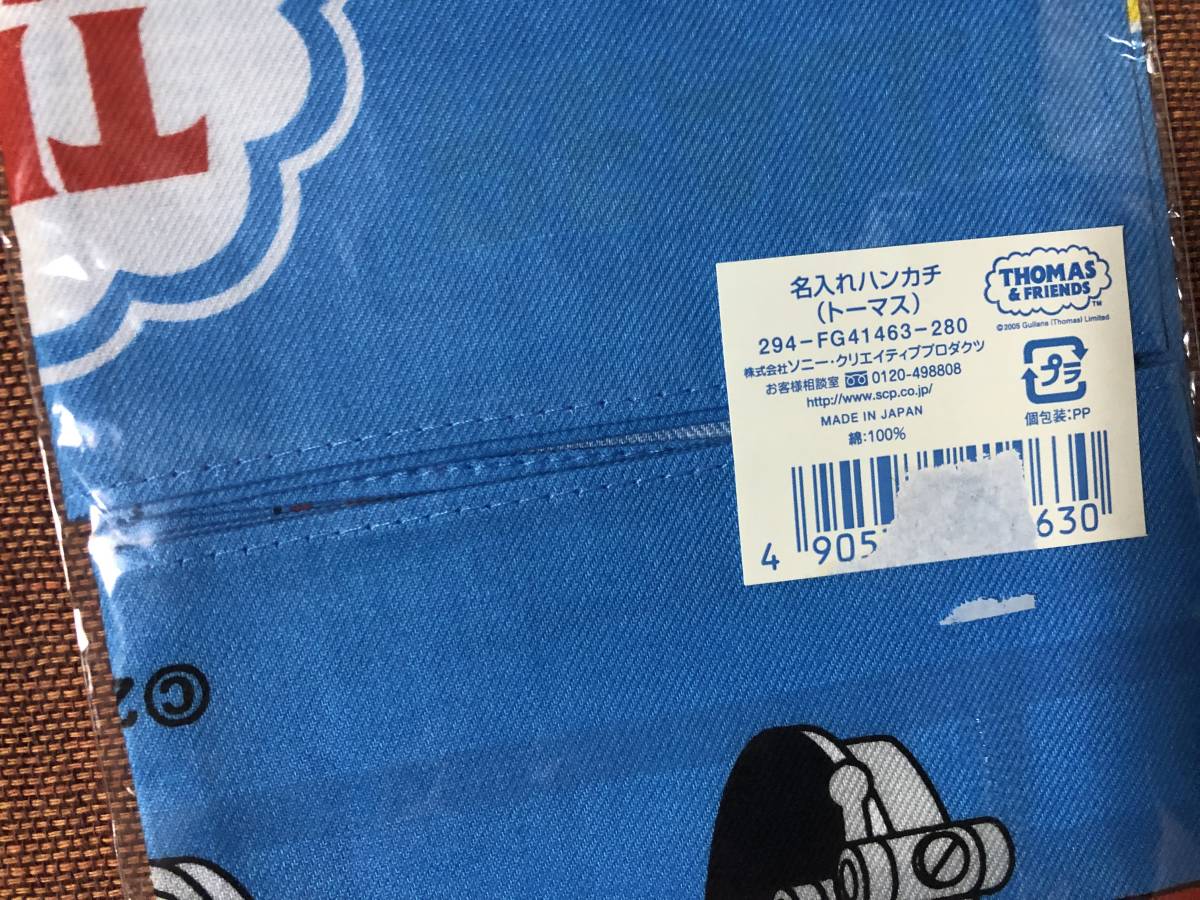 T
名入れハンカチ
(トーマス)
294-FG41463-280
株式会社ソニー・クリエイティブプロダクツ
お客様相談室 0120-498808
http://www.scp.co.jp/
MADE IN JAPAN
綿:100%
THOMAS
& FRIENDS™
©2005 Gullane (Thomas) Limited
プラ
個包装:PP
4 905 630
©2